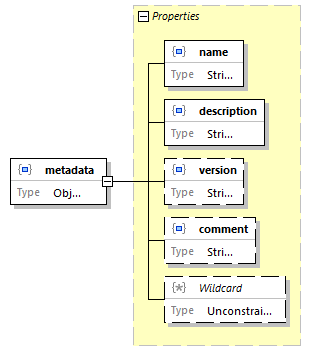 Properties
name
Type Stri...
description
Type Stri...
metadata
Type Obj...
version
Type Stri...
comment
Type Stri...
{*} Wildcard
Type Unconstrai...